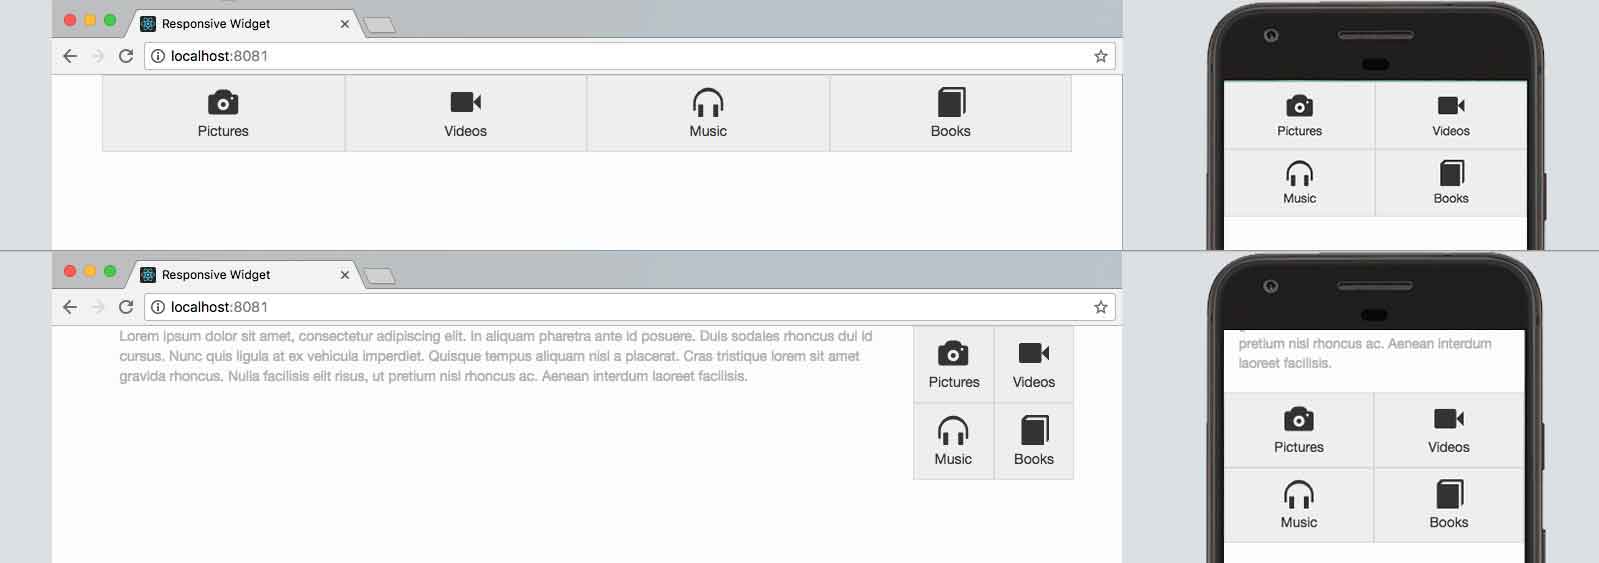 Responsive Widget
localhost:8081
Pictures
Videos
Music
Books
Pictures
Videos
Music
Books
Responsive Widget
localhost:8081
Lorem ipsum dolor sit amet, consectetur adipiscing elit. In aliquam pharetra ante id posuere. Duis sodales rhoncus dui id
cursus. Nunc quis ligula at ex vehicula imperdiet. Quisque tempus aliquam nisl a placerat. Cras tristique lorem sit amet
gravida rhoncus. Nulla facilisis elit risus, ut pretium nisl rhoncus ac. Aenean interdum laoreet facilisis.
Pictures
Videos
Music
Books
pretium nisl rhoncus ac. Aenean interdum
laoreet facilisis.
Pictures
Videos
Music
Books